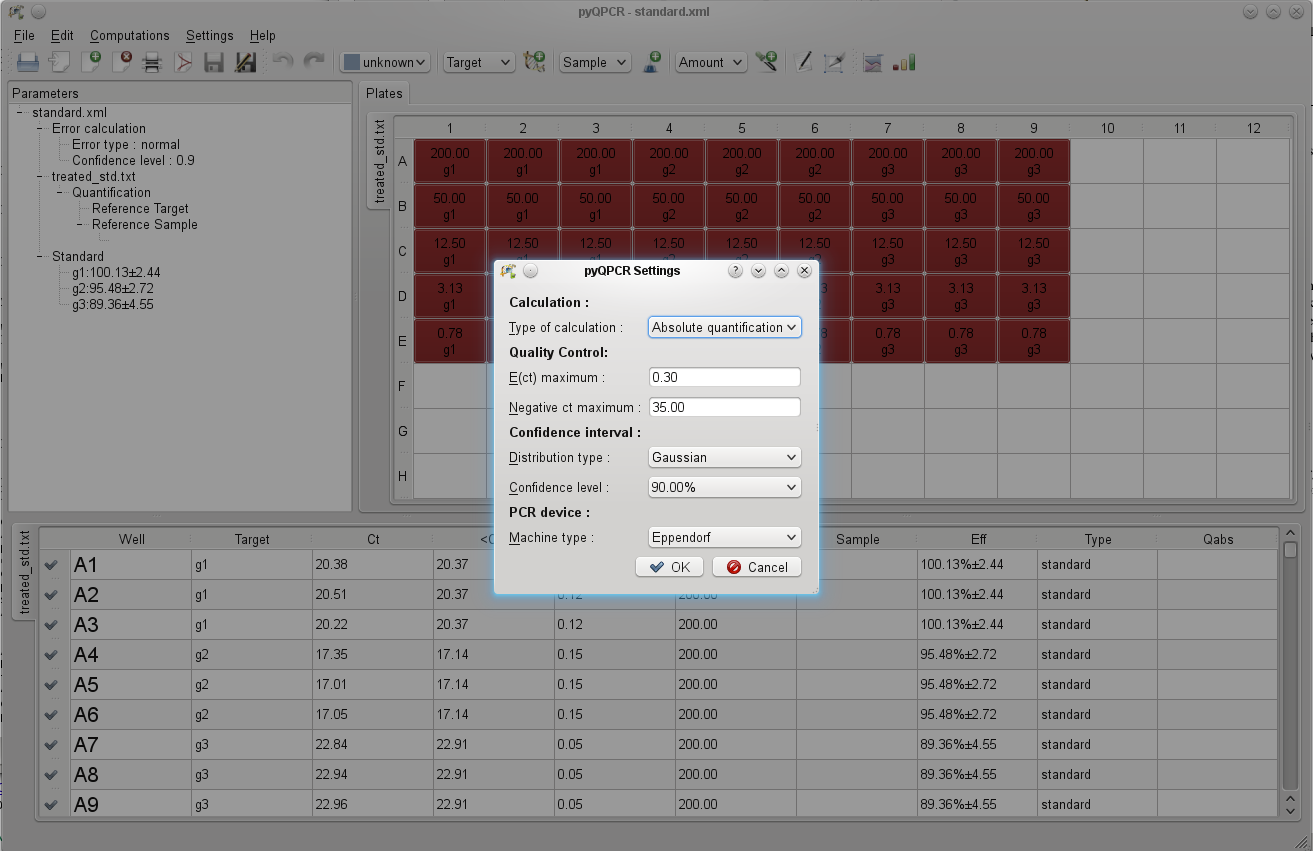 pyQPCR - standard.xml
File Edit Computations Settings Help
unknown Target Sample Amount
Parameters
standard.xml
Error calculation
Error type : normal
Confidence level : 0.9
treated_std.txt
Quantification
Reference Target
Reference Sample
Standard
g1:100.13±2.44
g2:95.48±2.72
g3:89.36±4.55
Plates
treated_std.txt
1 2 3 4 5 6 7 8 9 10 11 12
A 200.00 200.00 200.00 200.00 200.00 200.00 200.00 200.00 200.00
g1 g1 g1 g2 g2 g2 g3 g3 g3
B 50.00 50.00 50.00 50.00 50.00 50.00 50.00 50.00 50.00
g1 g1 g1 g2 g2 g2 g3 g3 g3
C 12.50 12.50 12.50 12.50 12.50 12.50 12.50 12.50 12.50
g1 g3 g3 g3
D 3.13 3.13 3.13 3.13
g1 g3 g3 g3
E 0.78 0.78 0.78 0.78
g1 g3 g3 g3
F
G
H
pyQPCR Settings
Calculation :
Type of calculation : Absolute quantification
Quality Control:
E(ct) maximum : 0.30
Negative ct maximum : 35.00
Confidence interval :
Distribution type : Gaussian
Confidence level : 90.00%
PCR device :
Machine type : Eppendorf
OK Cancel
treated_std.txt
Well Target Ct Sample Eff Type Qabs
A1 g1 20.38 20.37 100.13%±2.44 standard
A2 g1 20.51 20.37 0.12 200.00 100.13%±2.44 standard
A3 g1 20.22 20.37 0.12 200.00 100.13%±2.44 standard
A4 g2 17.35 17.14 0.15 200.00 95.48%±2.72 standard
A5 g2 17.01 17.14 0.15 200.00 95.48%±2.72 standard
A6 g2 17.05 17.14 0.15 200.00 95.48%±2.72 standard
A7 g3 22.84 22.91 0.05 200.00 89.36%±4.55 standard
A8 g3 22.94 22.91 0.05 200.00 89.36%±4.55 standard
A9 g3 22.96 22.91 0.05 200.00 89.36%±4.55 standard